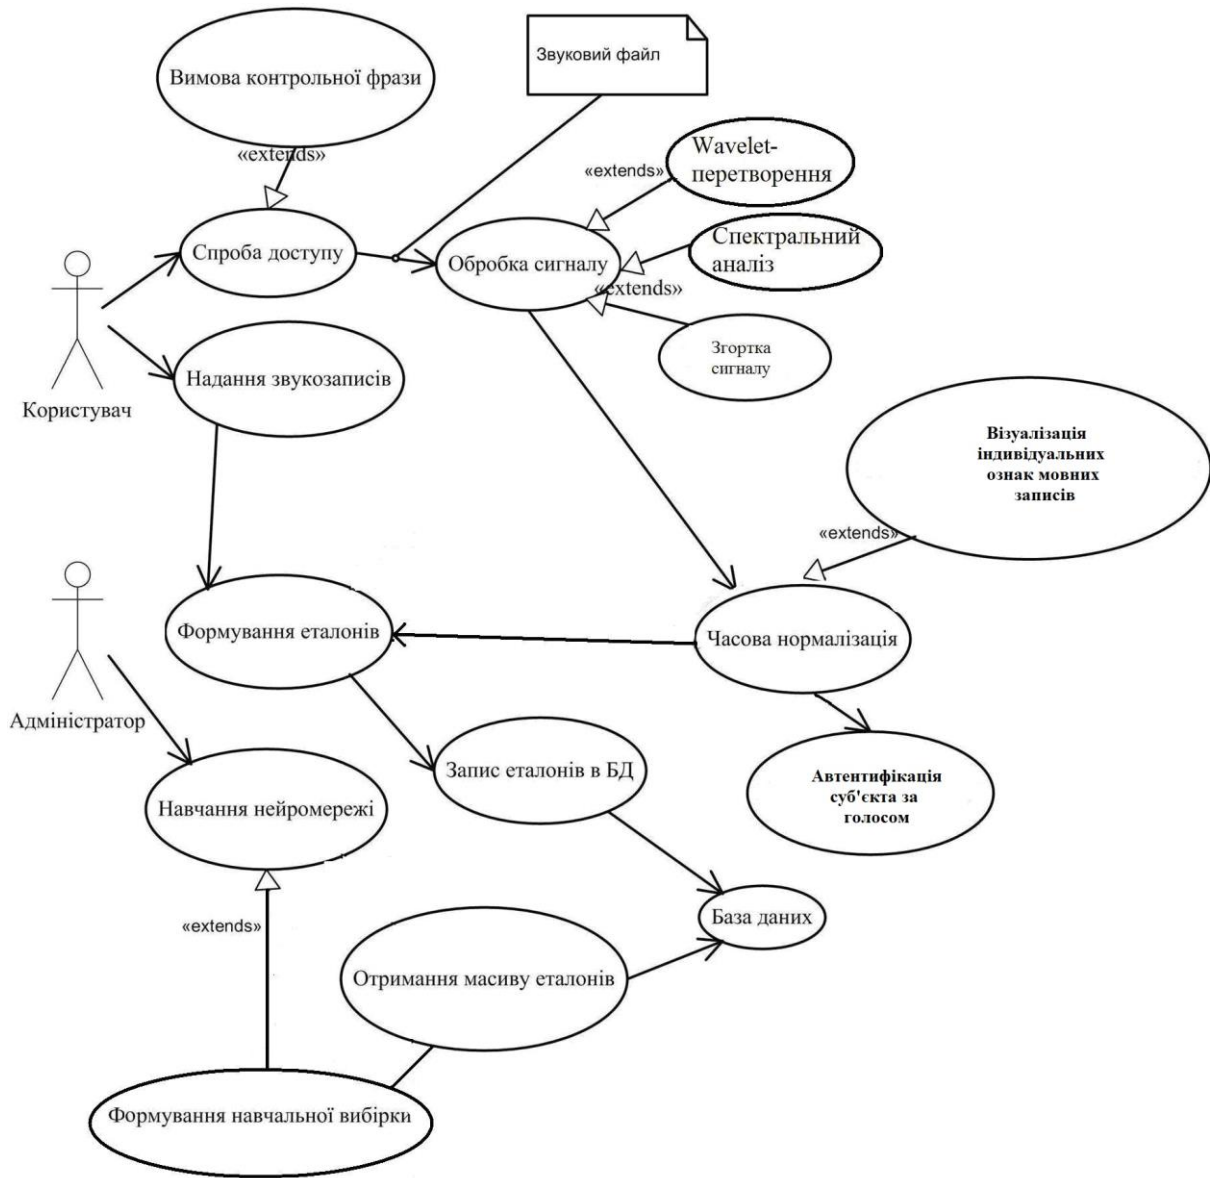 Звуковий файл
Вимова контрольної фрази
«extends»
Wavelet-
перетворення
«extends»
Спектральний
аналіз
Спроба доступу
Обробка сигналу
«extends»
Згортка
сигналу
Надання звукозаписів
Користувач
Візуалізація
індивідуальних
ознак мовних
записів
«extends»
Формування еталонів
Часова нормалізація
Адміністратор
Запис еталонів в БД
Автентифікація
суб'єкта за
голосом
Навчання нейромережі
«extends»
База даних
Отримання масиву еталонів
Формування навчальної вибірки